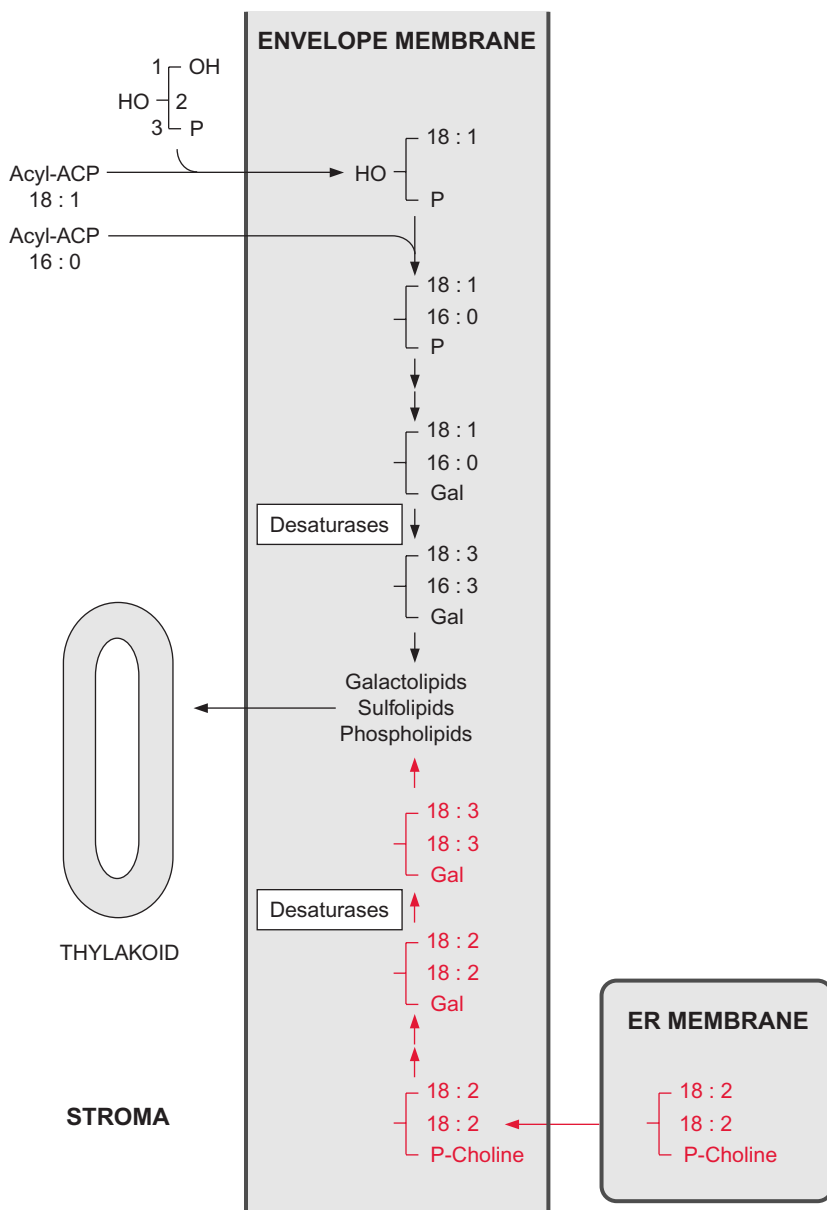 ENVELOPE MEMBRANE
1 OH
HO 2
3 P
Acyl-ACP
18 : 1
HO
18 : 1
P
Acyl-ACP
16 : 0
18 : 1
16 : 0
P
18 : 1
16 : 0
Gal
Desaturases
18 : 3
16 : 3
Gal
Galactolipids
Sulfolipids
Phospholipids
18 : 3
18 : 3
Gal
Desaturases
THYLAKOID
18 : 2
18 : 2
Gal
ER MEMBRANE
STROMA
18 : 2
18 : 2
P-Choline
18 : 2
18 : 2
P-Choline